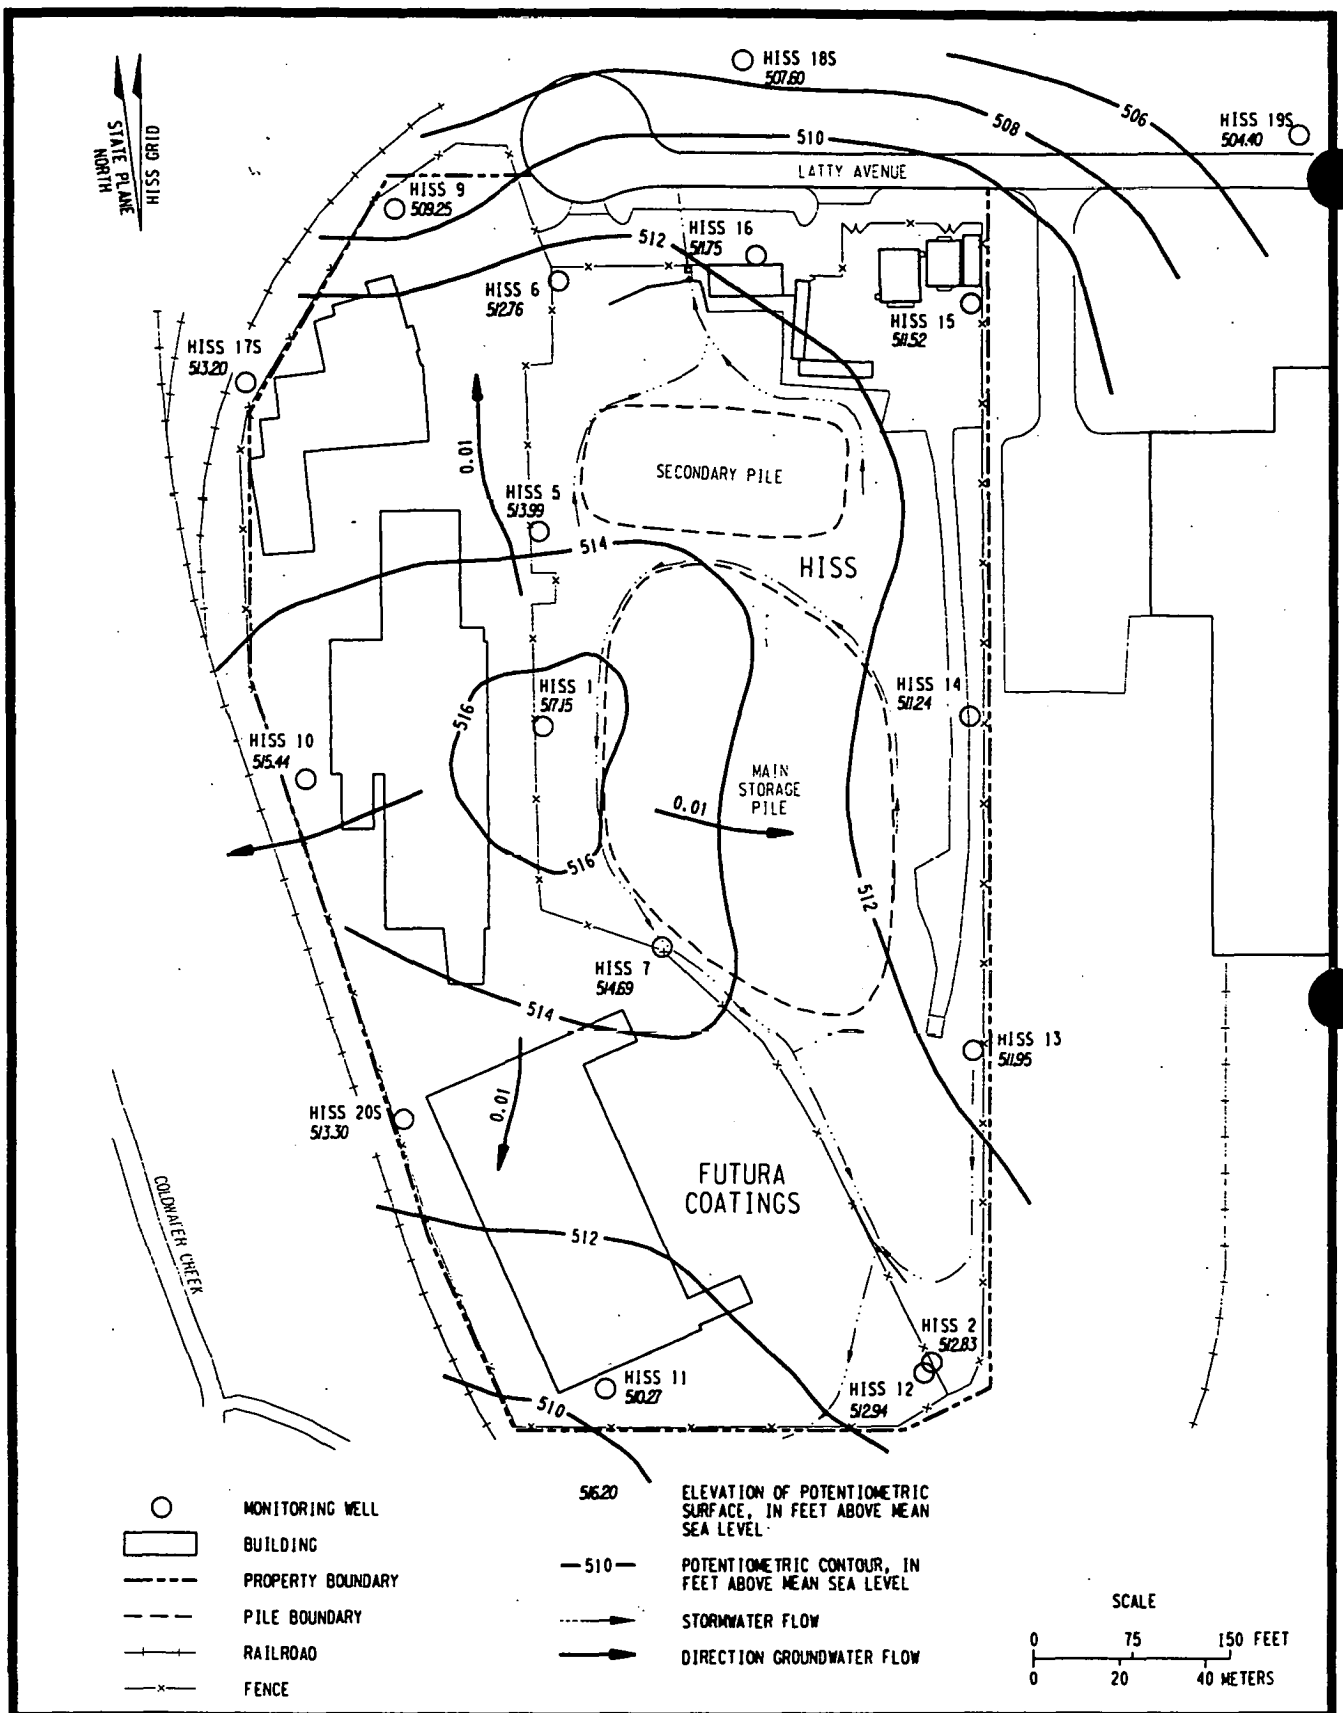 HISS 18S
507.60
506
508
HISS 19S
504.40
510
LATTY AVENUE
STATE PLANE
NORTH
HISS GRID
HISS 9
509.25
512
HISS 16
511.75
HISS 6
512.76
HISS 15
511.52
HISS 17S
513.20
0.01
SECONDARY PILE
HISS 5
513.99
514
HISS
HISS 1
517.15
516
HISS 14
511.24
HISS 10
515.44
MAIN
STORAGE
PILE
0.01
516
512
HISS 7
514.69
514
HISS 13
511.95
0.01
HISS 20S
513.30
FUTURA
COATINGS
COLDWATER CREEK
512
HISS 2
512.83
HISS 11
510.27
HISS 12
512.94
510
MONITORING WELL
BUILDING
PROPERTY BOUNDARY
PILE BOUNDARY
RAILROAD
FENCE
516.20
ELEVATION OF POTENTIOMETRIC
SURFACE, IN FEET ABOVE MEAN
SEA LEVEL
510
POTENTIOMETRIC CONTOUR, IN
FEET ABOVE MEAN SEA LEVEL
STORMWATER FLOW
DIRECTION GROUNDWATER FLOW
SCALE
0 75 150 FEET
0 20 40 METERS